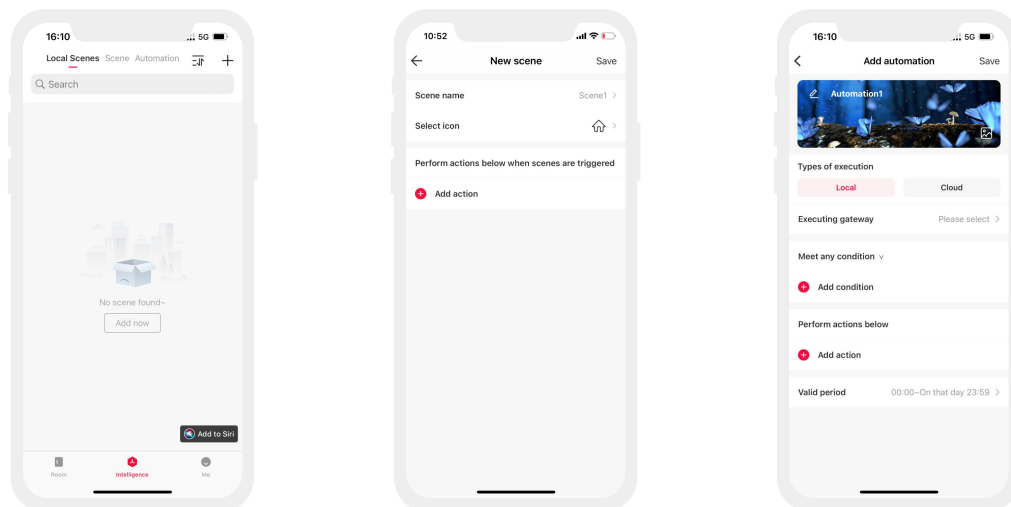 16:10
5G
Local Scenes Scene Automation
Search
No scene found~
Add now
Add to Siri
Room Intelligence Me
10:52
New scene Save
Scene name Scene1
Select icon
Perform actions below when scenes are triggered
Add action
16:10
5G
Add automation Save
Automation1
Types of execution
Local Cloud
Executing gateway Please select
Meet any condition
Add condition
Perform actions below
Add action
Valid period 00:00~On that day 23:59